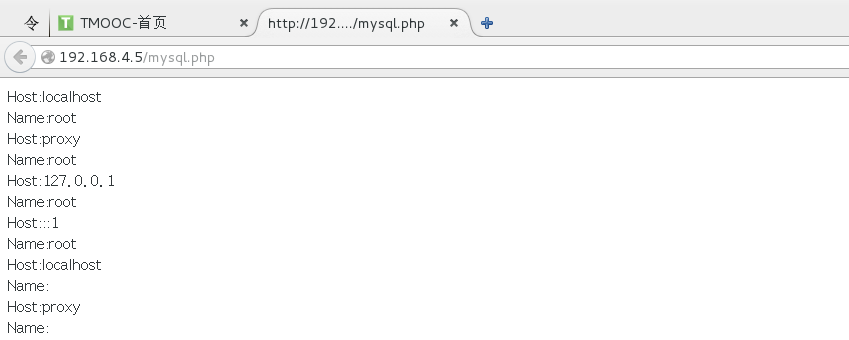 令 TMOOC-首页 http://192..../mysql.php
192.168.4.5/mysql.php
Host:localhost
Name:root
Host:proxy
Name:root
Host:127.0.0.1
Name:root
Host:::1
Name:root
Host:localhost
Name:
Host:proxy
Name: